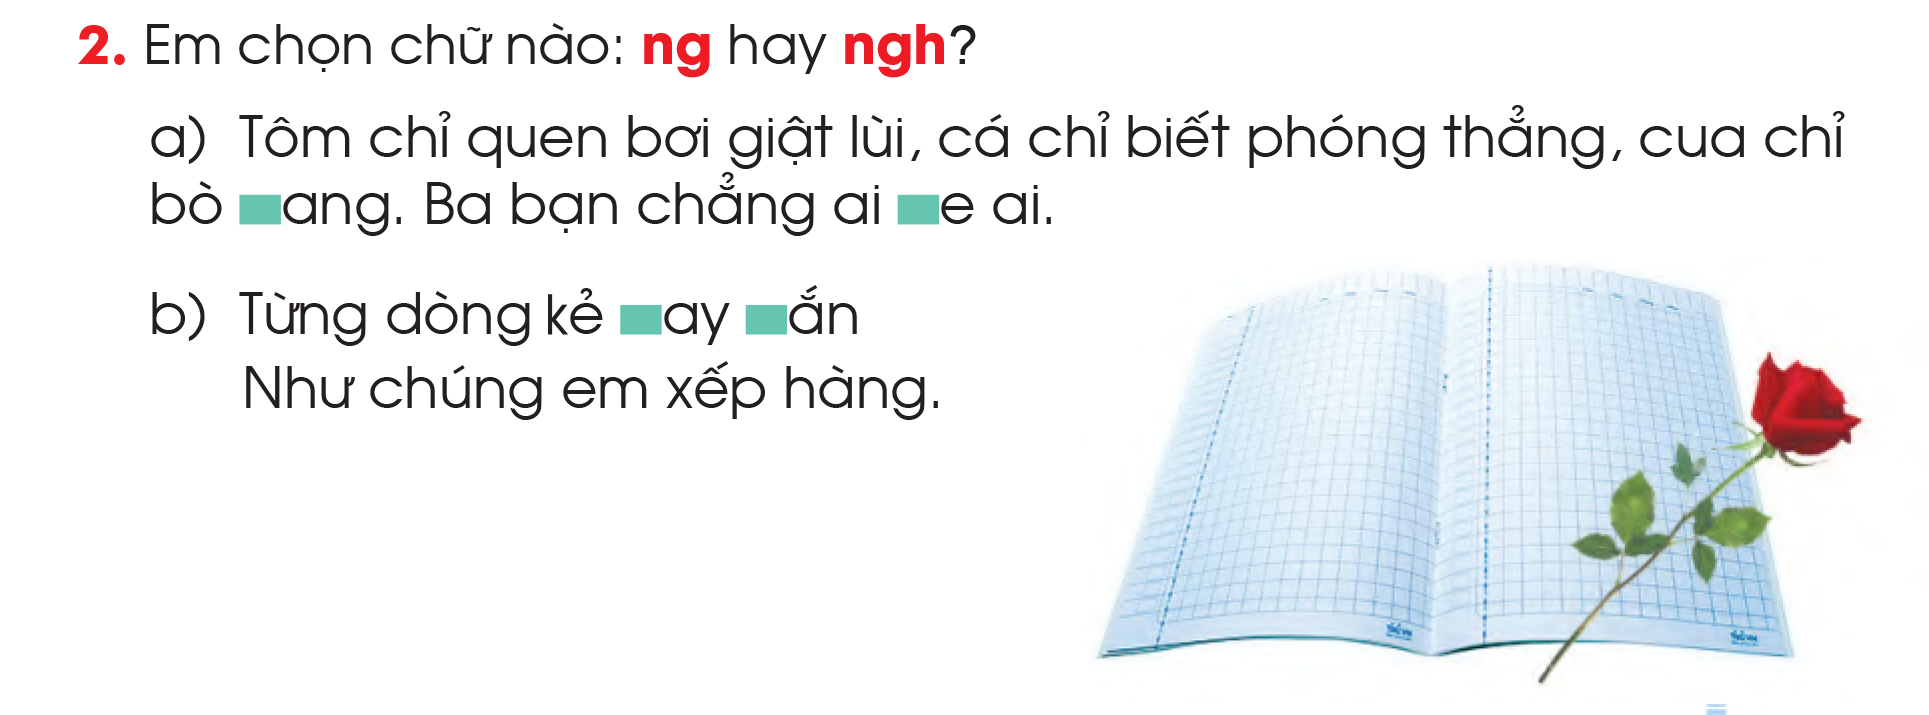 2. Em chọn chữ nào: ng hay ngh?
a) Tôm chỉ quen bơi giật lùi, cá chỉ biết phóng thẳng, cua chỉ
bò ang. Ba bạn chẳng ai e ai.
b) Từng dòng kẻ ay ắn
Như chúng em xếp hàng.